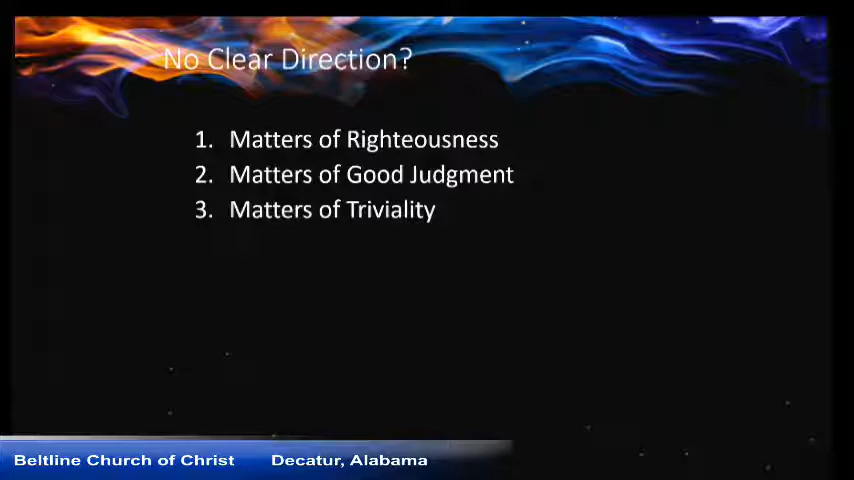 No Clear Direction?
1. Matters of Righteousness
2. Matters of Good Judgment
3. Matters of Triviality
Beltline Church of Christ Decatur, Alabama